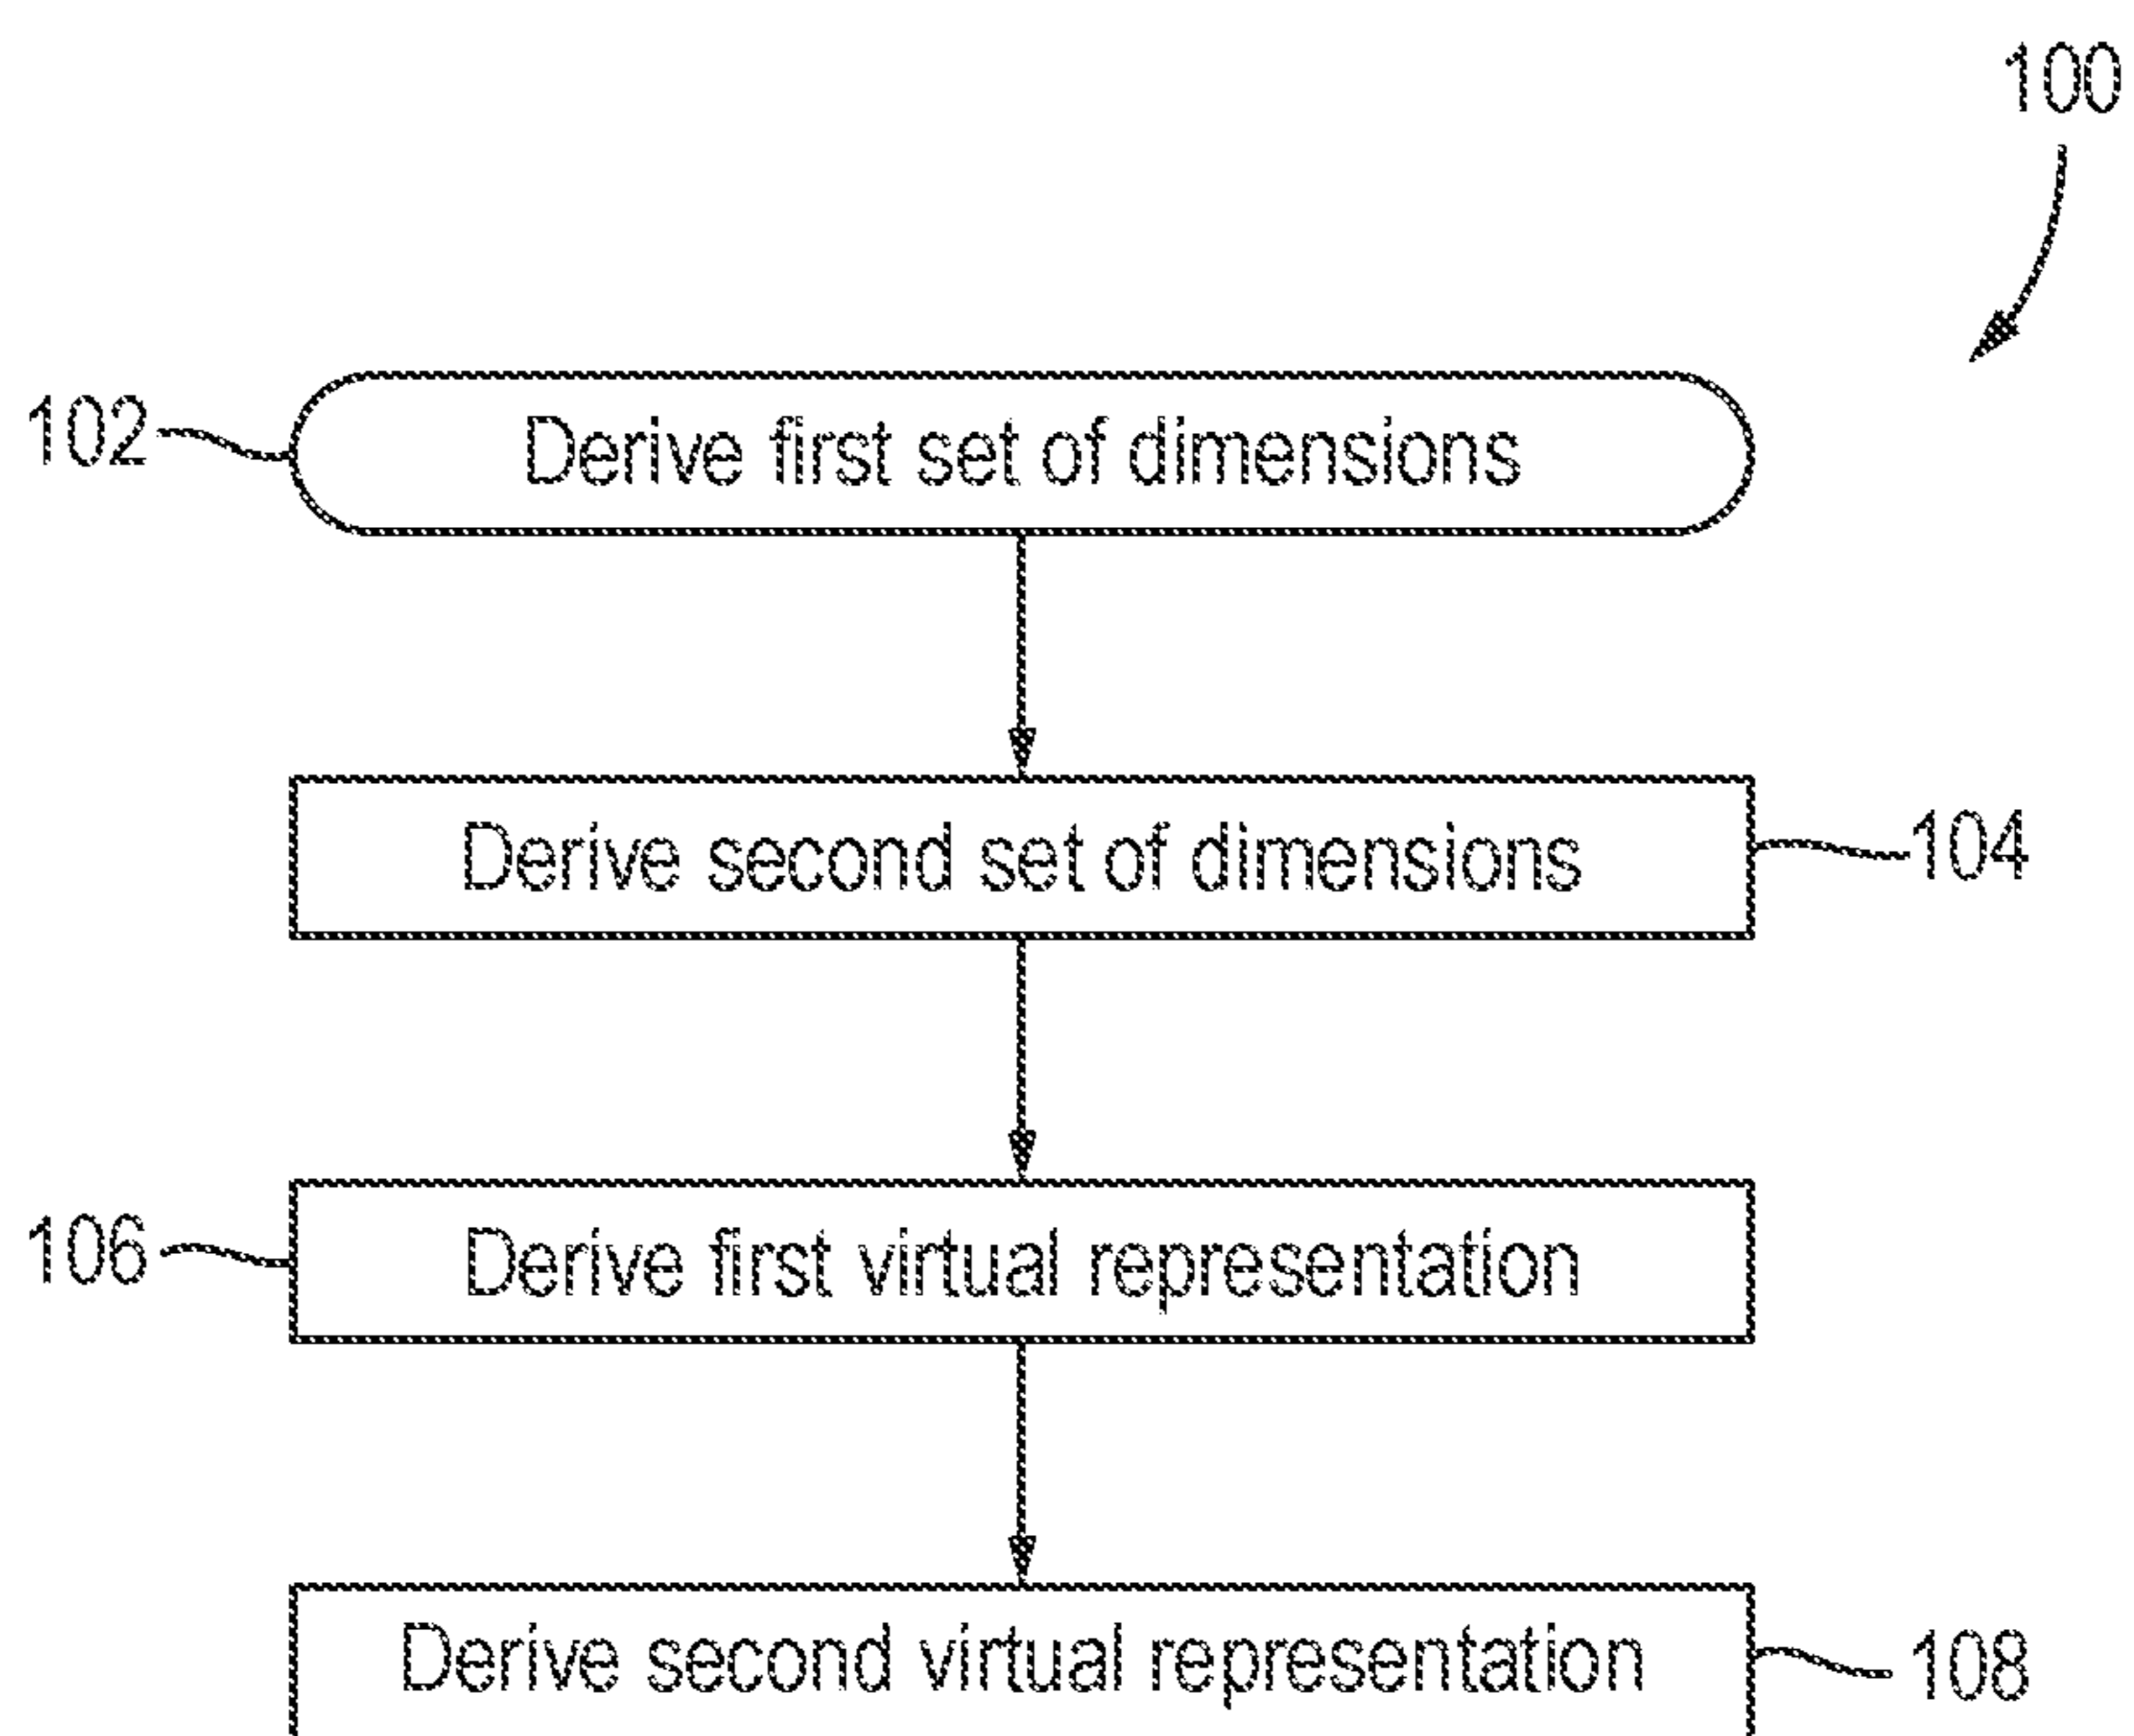 100
102 Derive first set of dimensions
Derive second set of dimensions 104
106 Derive first virtual representation
Derive second virtual representation 108